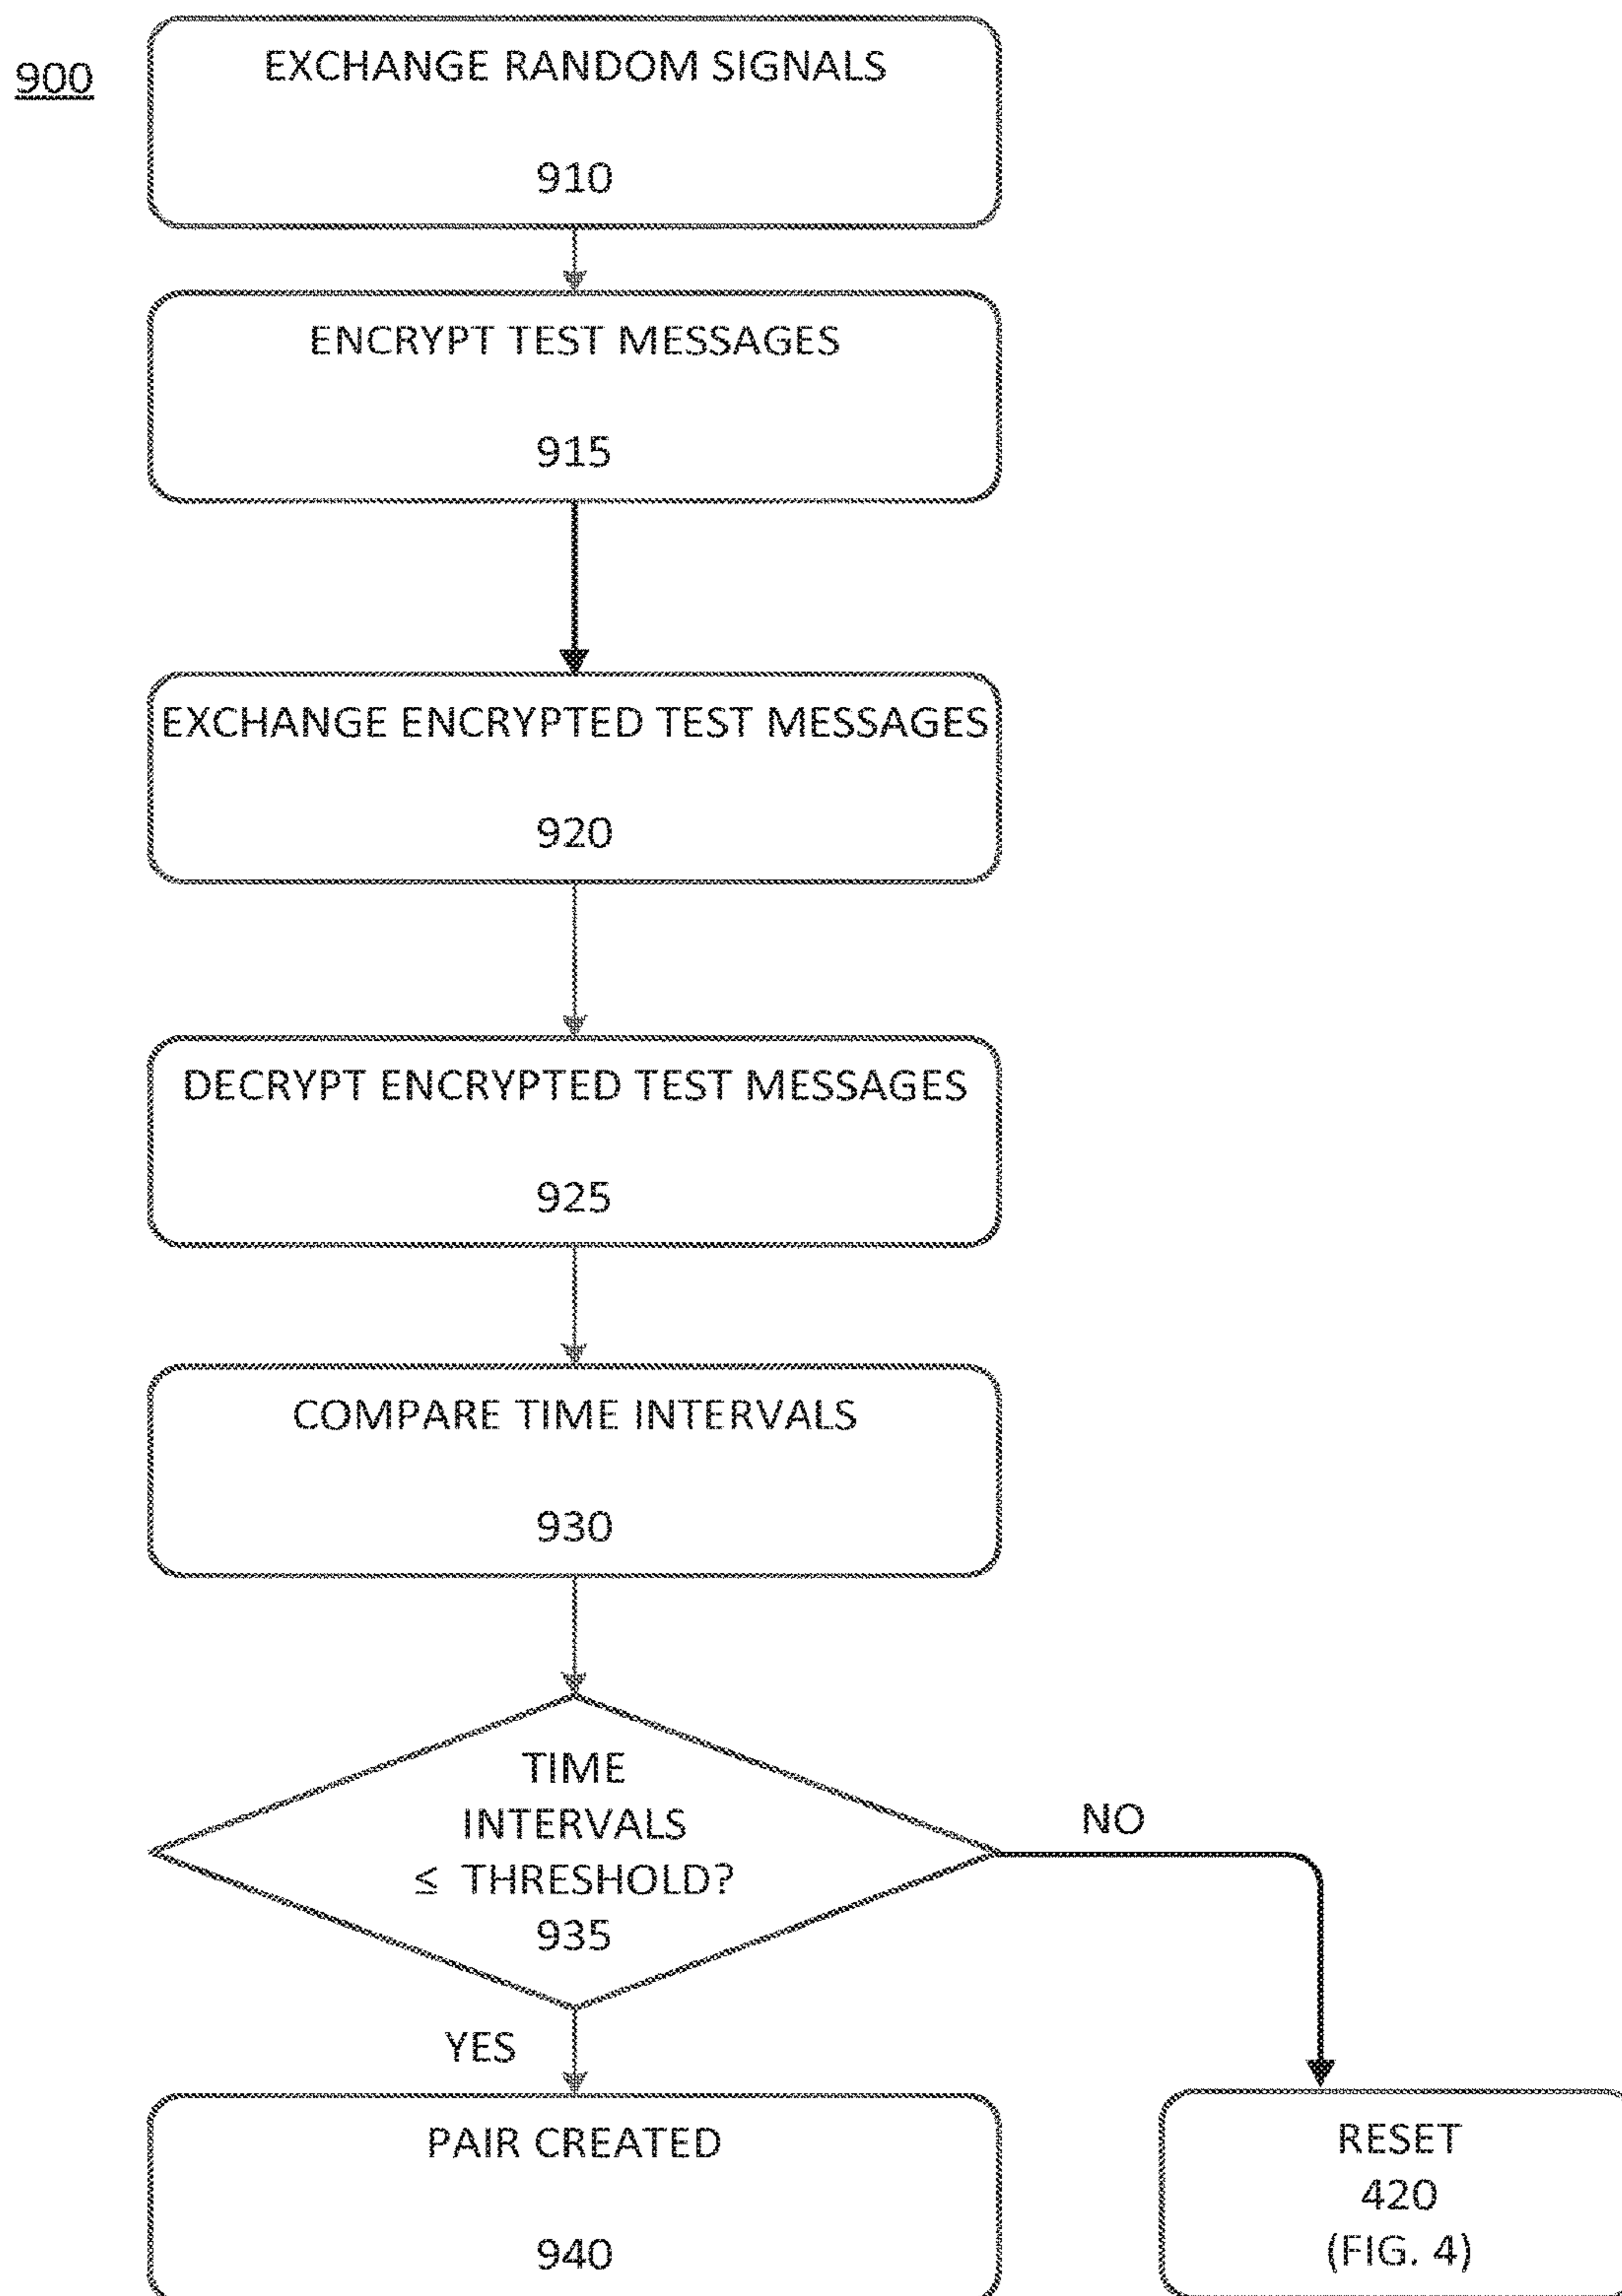 900
EXCHANGE RANDOM SIGNALS
910
ENCRYPT TEST MESSAGES
915
EXCHANGE ENCRYPTED TEST MESSAGES
920
DECRYPT ENCRYPTED TEST MESSAGES
925
COMPARE TIME INTERVALS
930
TIME
INTERVALS
≤ THRESHOLD?
935
NO
YES
PAIR CREATED
940
RESET
420
(FIG. 4)